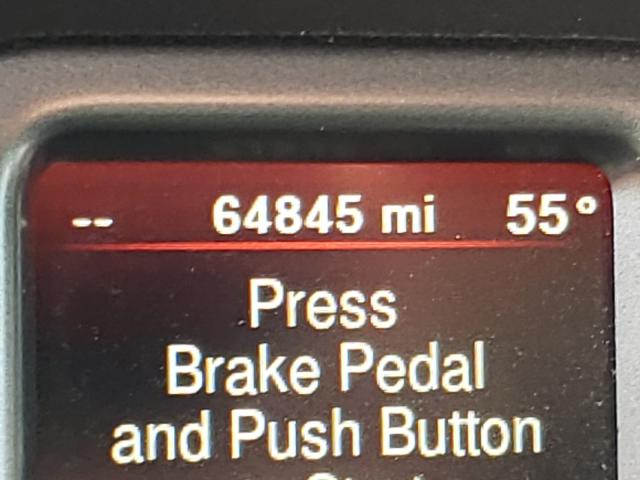 -- 64845 mi 55°
Press
Brake Pedal
and Push Button